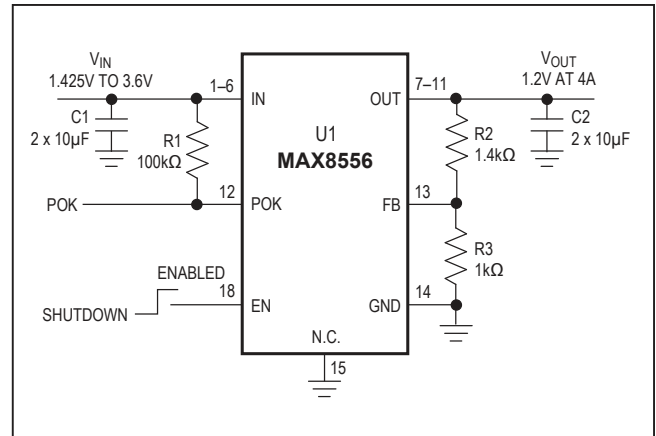 VIN
1.425V TO 3.6V
1–6
IN
OUT
7–11
VOUT
1.2V AT 4A
C1
2 x 10µF
R1
100kΩ
U1
MAX8556
R2
1.4kΩ
C2
2 x 10µF
POK
12
POK
FB
13
R3
1kΩ
ENABLED
SHUTDOWN
18
EN
GND
14
N.C.
15